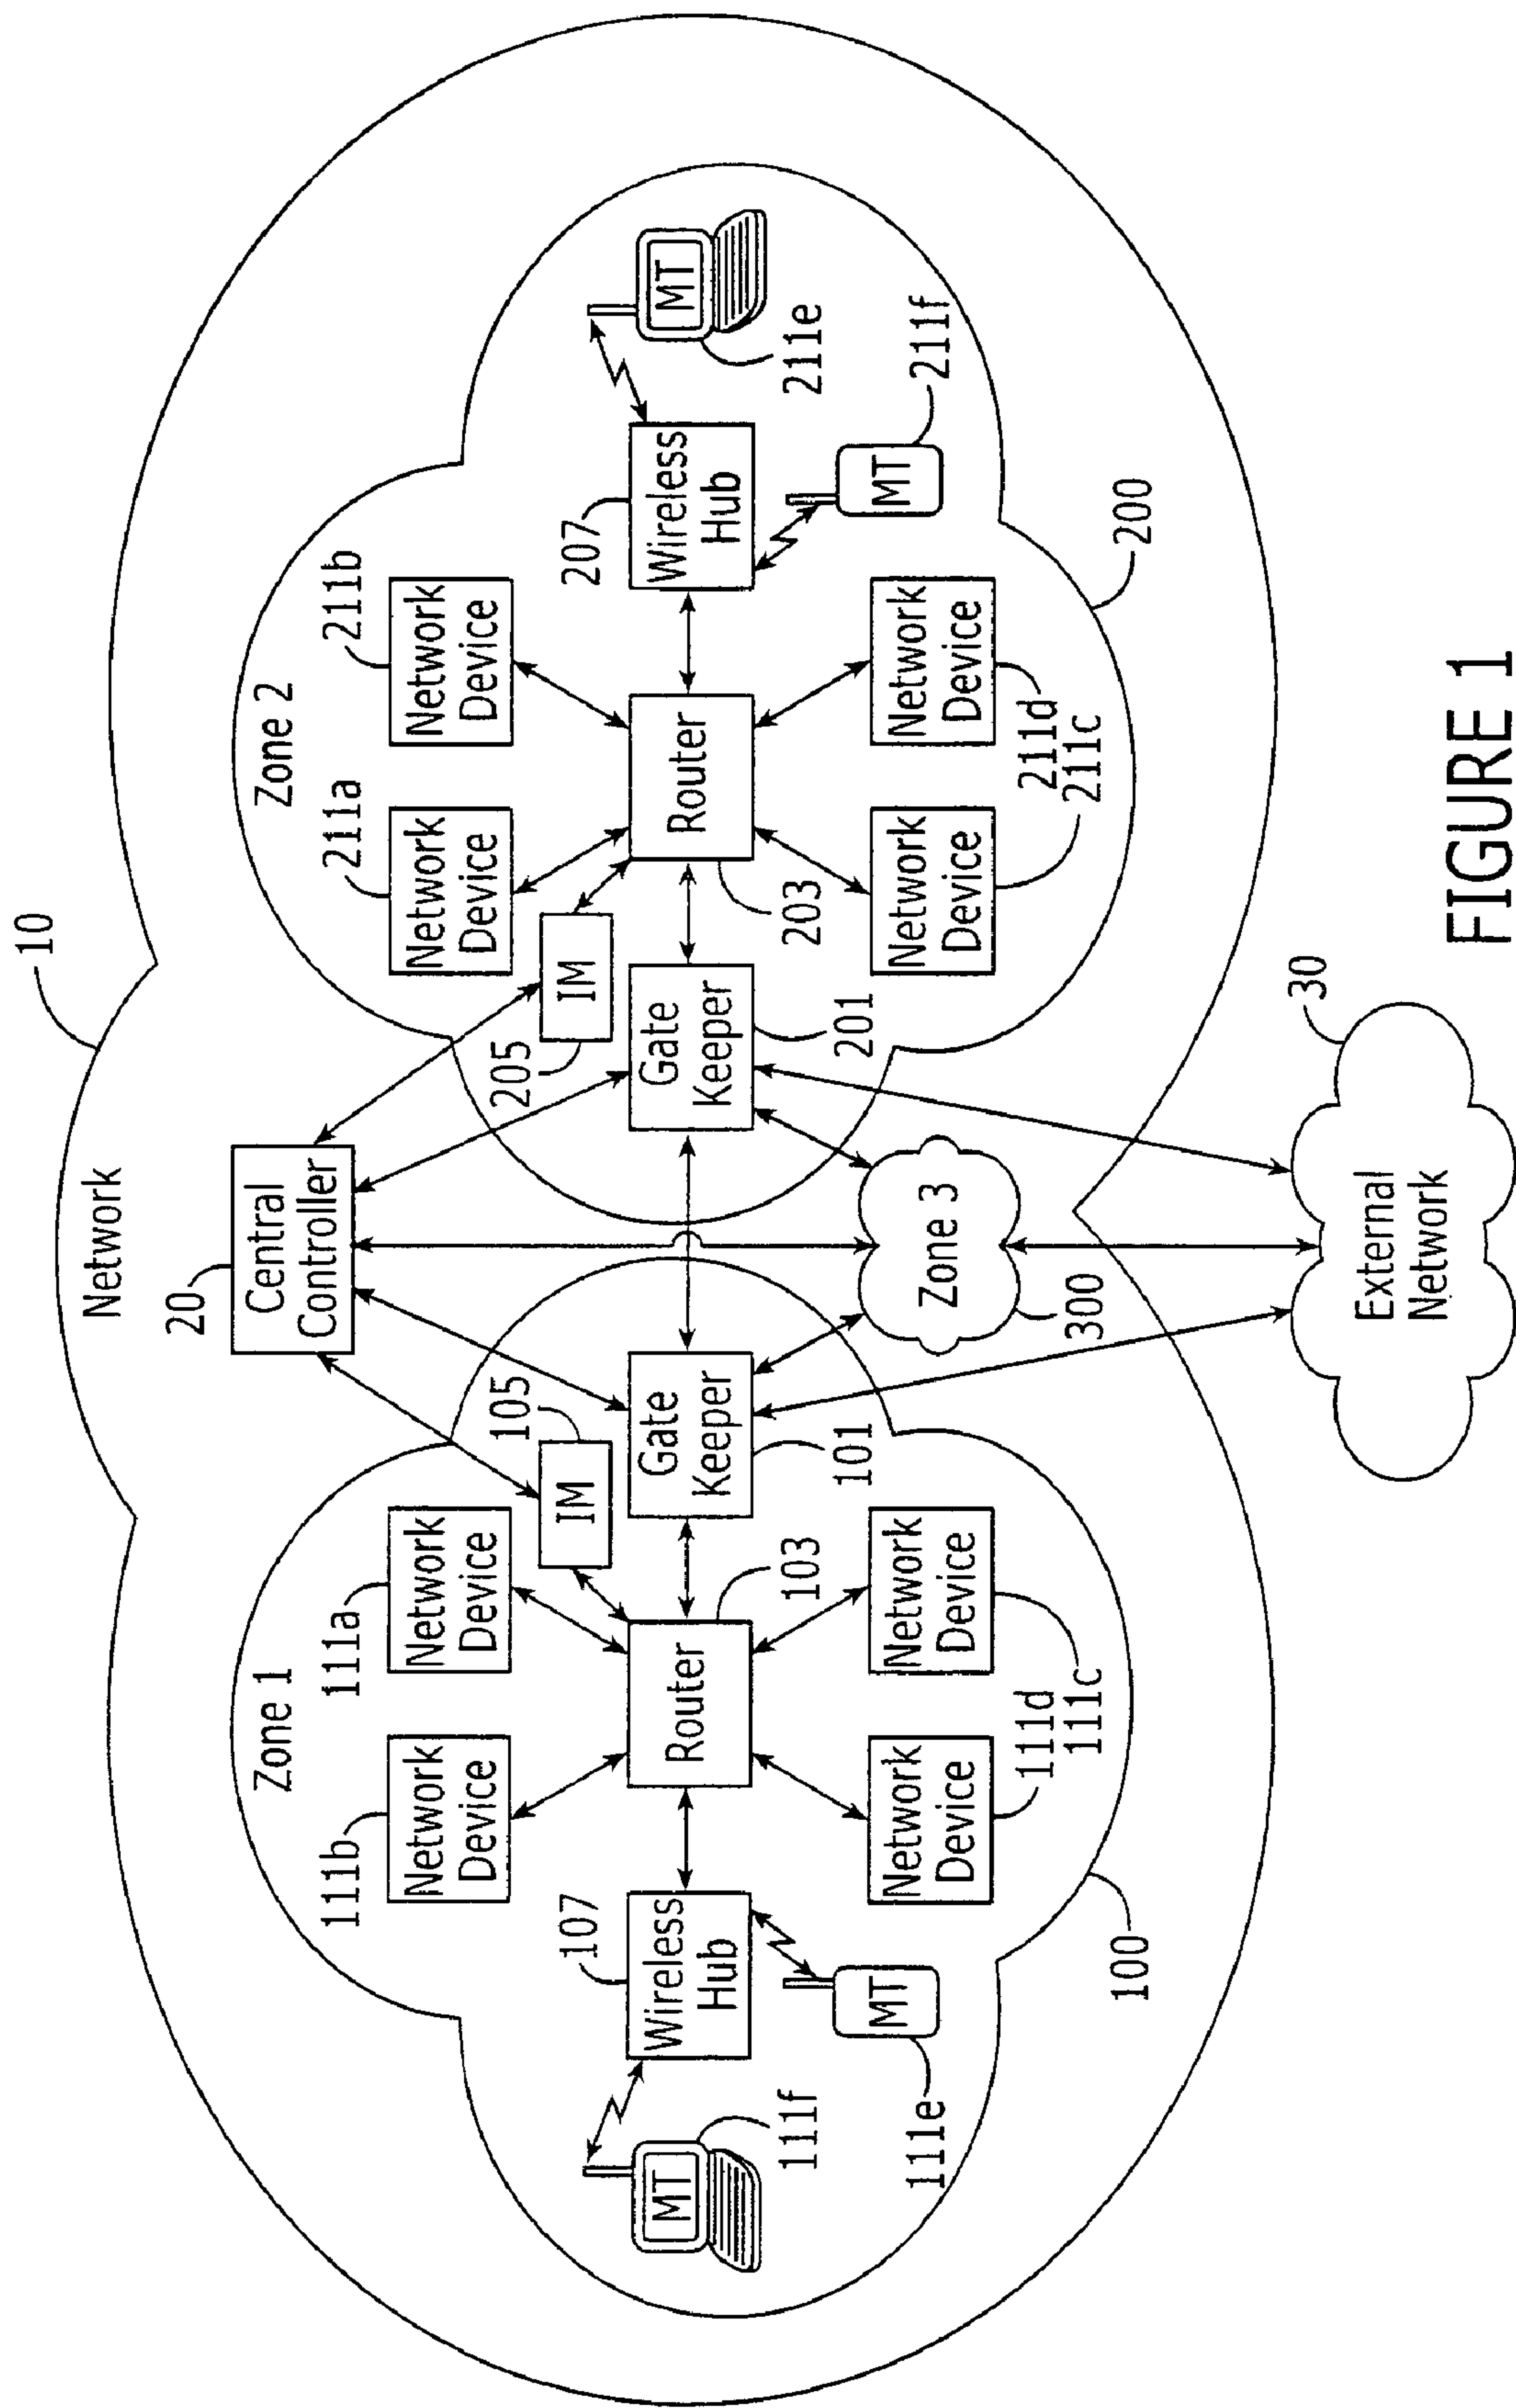 10
Network
20
Central
Controller
Zone 1
Zone 2
111b
111a
211a
211b
Network
Device
Network
Device
Network
Device
Network
Device
105
IM
205
IM
107
207
MT
111f
Wireless
Hub
Router
103
Gate
Keeper
101
Gate
Keeper
201
Router
203
Wireless
Hub
MT
211e
MT
111e
MT
211f
Network
Device
Network
Device
Zone 3
300
Network
Device
Network
Device
111d
111c
211d
211c
100
200
30
External
Network
FIGURE 1